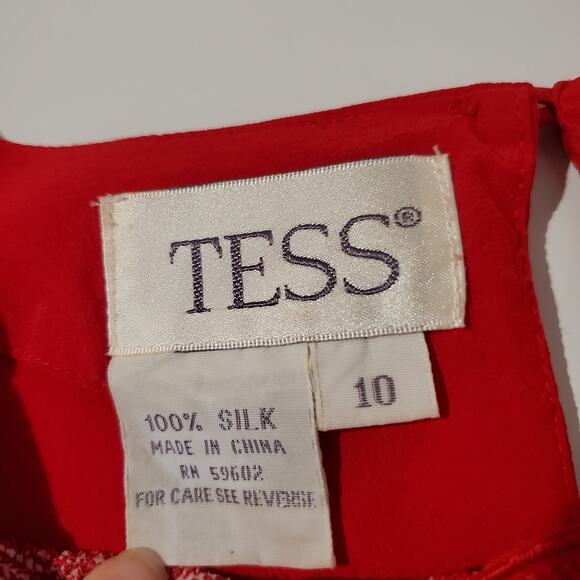 TESS®
10
100% SILK
MADE IN CHINA
RN 59602
FOR CARE SEE REVERSE